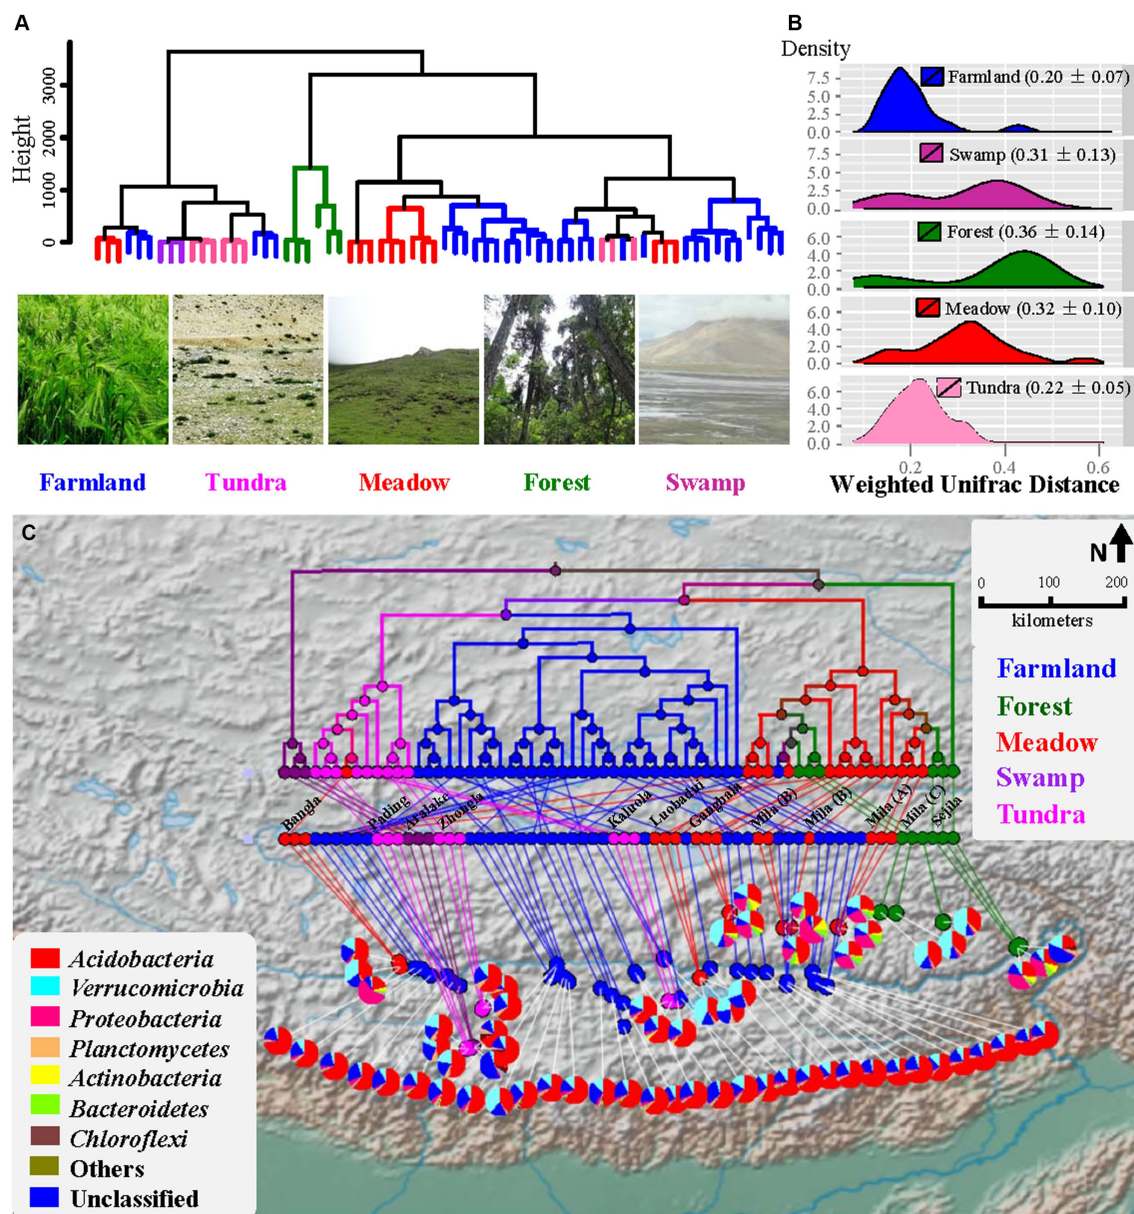 A
Height
0
1000
2000
3000
Farmland
Tundra
Meadow
Forest
Swamp
B
Density
7.5
5.0
2.5
0.0
Farmland (0.20 ± 0.07)
7.5
5.0
2.5
0.0
Swamp (0.31 ± 0.13)
6.0
4.0
2.0
0.0
Forest (0.36 ± 0.14)
6.0
4.0
2.0
0.0
Meadow (0.32 ± 0.10)
6.0
4.0
2.0
0.0
Tundra (0.22 ± 0.05)
0.2 0.4 0.6
Weighted Unifrac Distance
C
N
0 100 200
kilometers
Farmland
Forest
Meadow
Swamp
Tundra
Bangla
Pading
Aralake
Zhongla
Kalrola
Luobadui
Gangbala
Mila (B)
Mila (B)
Mila (A)
Mila (C)
Sejila
Acidobacteria
Verrucomicrobia
Proteobacteria
Planctomycetes
Actinobacteria
Bacteroidetes
Chloroflexi
Others
Unclassified